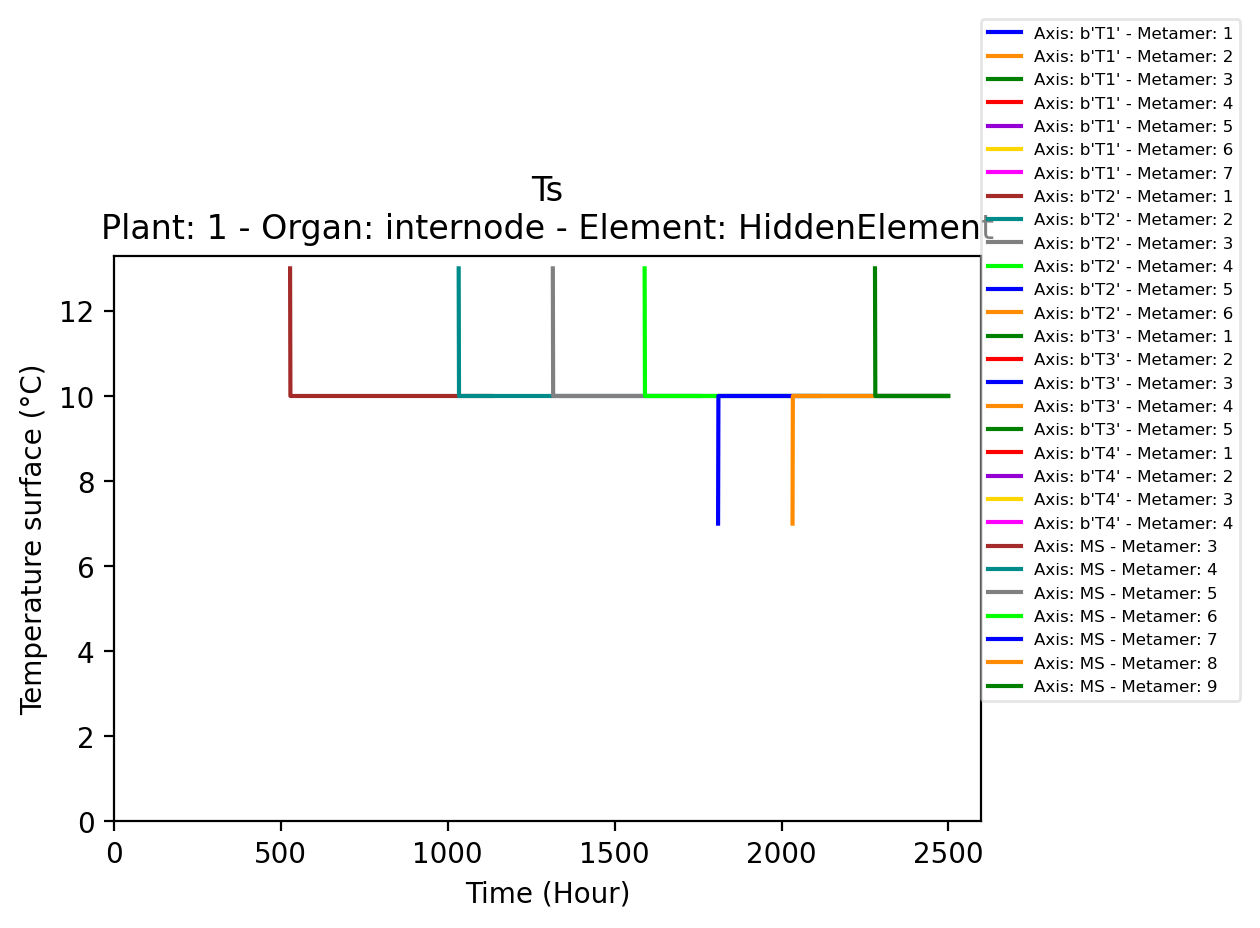 Ts
Plant: 1 - Organ: internode - Element: HiddenElement
Temperature surface (°C)
12
10
8
6
4
2
0
0 500 1000 1500 2000 2500
Time (Hour)
Axis: b'T1' - Metamer: 1
Axis: b'T1' - Metamer: 2
Axis: b'T1' - Metamer: 3
Axis: b'T1' - Metamer: 4
Axis: b'T1' - Metamer: 5
Axis: b'T1' - Metamer: 6
Axis: b'T1' - Metamer: 7
Axis: b'T2' - Metamer: 1
Axis: b'T2' - Metamer: 2
Axis: b'T2' - Metamer: 3
Axis: b'T2' - Metamer: 4
Axis: b'T2' - Metamer: 5
Axis: b'T2' - Metamer: 6
Axis: b'T3' - Metamer: 1
Axis: b'T3' - Metamer: 2
Axis: b'T3' - Metamer: 3
Axis: b'T3' - Metamer: 4
Axis: b'T3' - Metamer: 5
Axis: b'T4' - Metamer: 1
Axis: b'T4' - Metamer: 2
Axis: b'T4' - Metamer: 3
Axis: b'T4' - Metamer: 4
Axis: MS - Metamer: 3
Axis: MS - Metamer: 4
Axis: MS - Metamer: 5
Axis: MS - Metamer: 6
Axis: MS - Metamer: 7
Axis: MS - Metamer: 8
Axis: MS - Metamer: 9